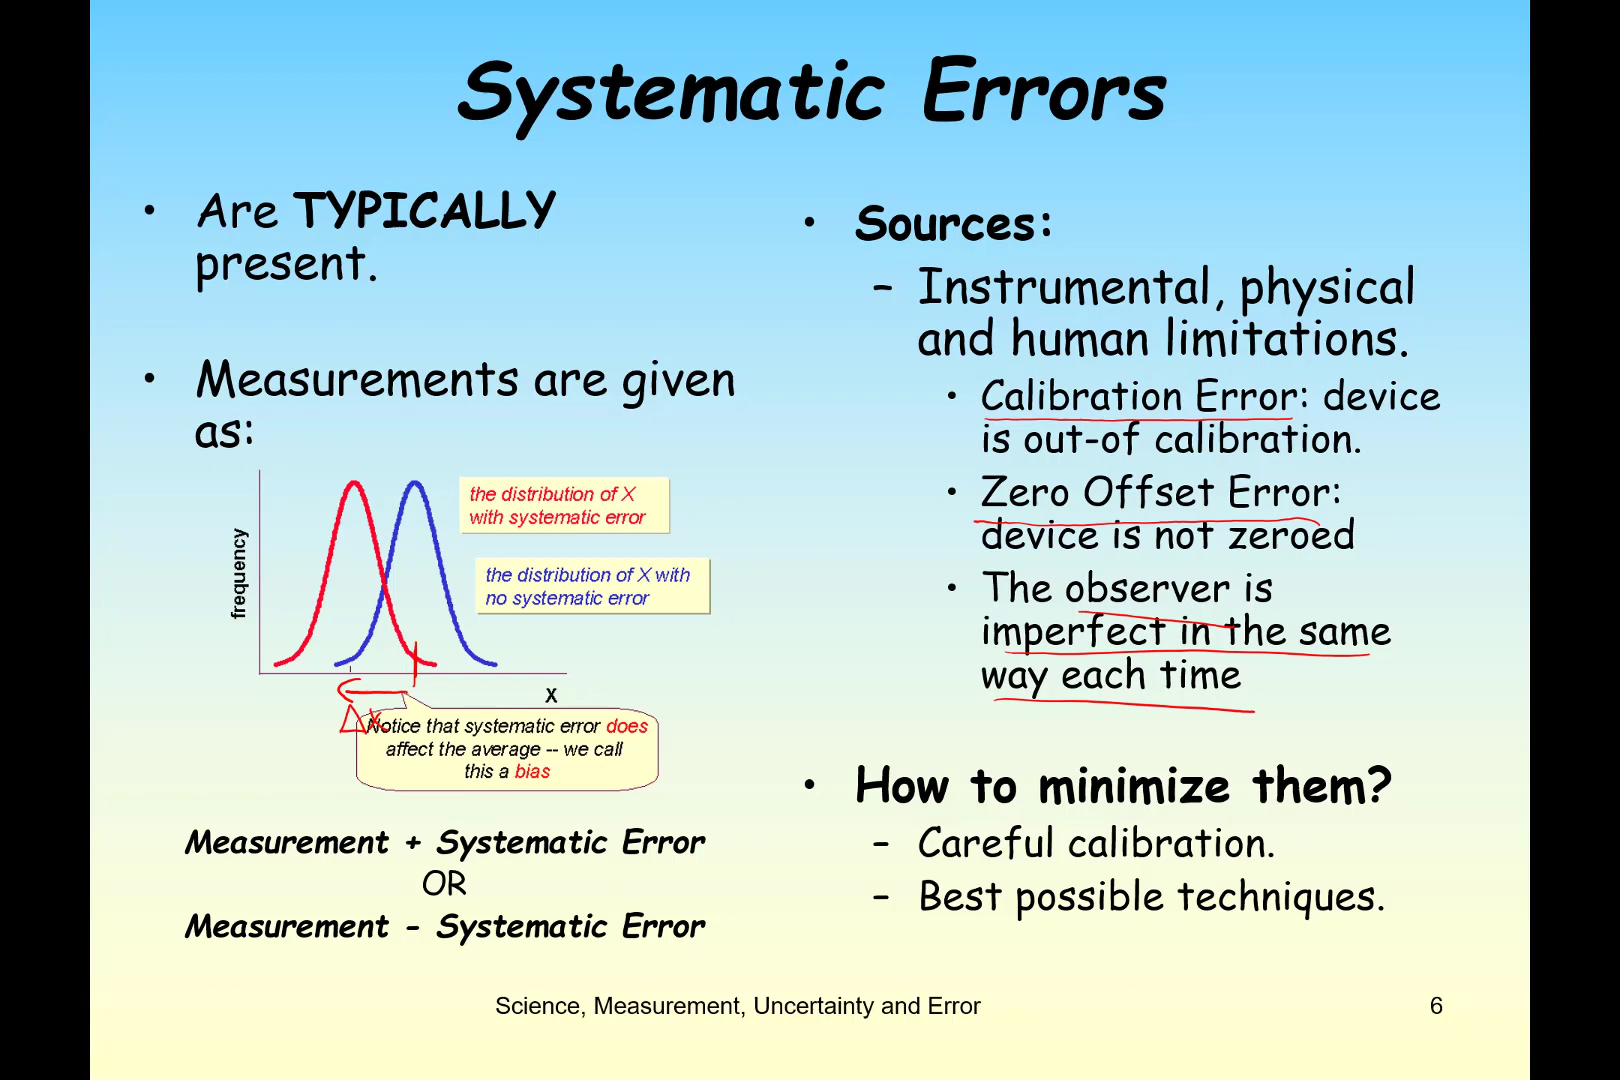 Systematic Errors
• Are TYPICALLY
present.
• Measurements are given
as:
frequency
the distribution of X
with systematic error
the distribution of X with
no systematic error
X
Δx
Notice that systematic error does
affect the average -- we call
this a bias
Measurement + Systematic Error
OR
Measurement - Systematic Error
• Sources:
– Instrumental, physical
and human limitations.
• Calibration Error: device
is out-of calibration.
• Zero Offset Error:
device is not zeroed
• The observer is
imperfect in the same
way each time
• How to minimize them?
– Careful calibration.
– Best possible techniques.
Science, Measurement, Uncertainty and Error
6